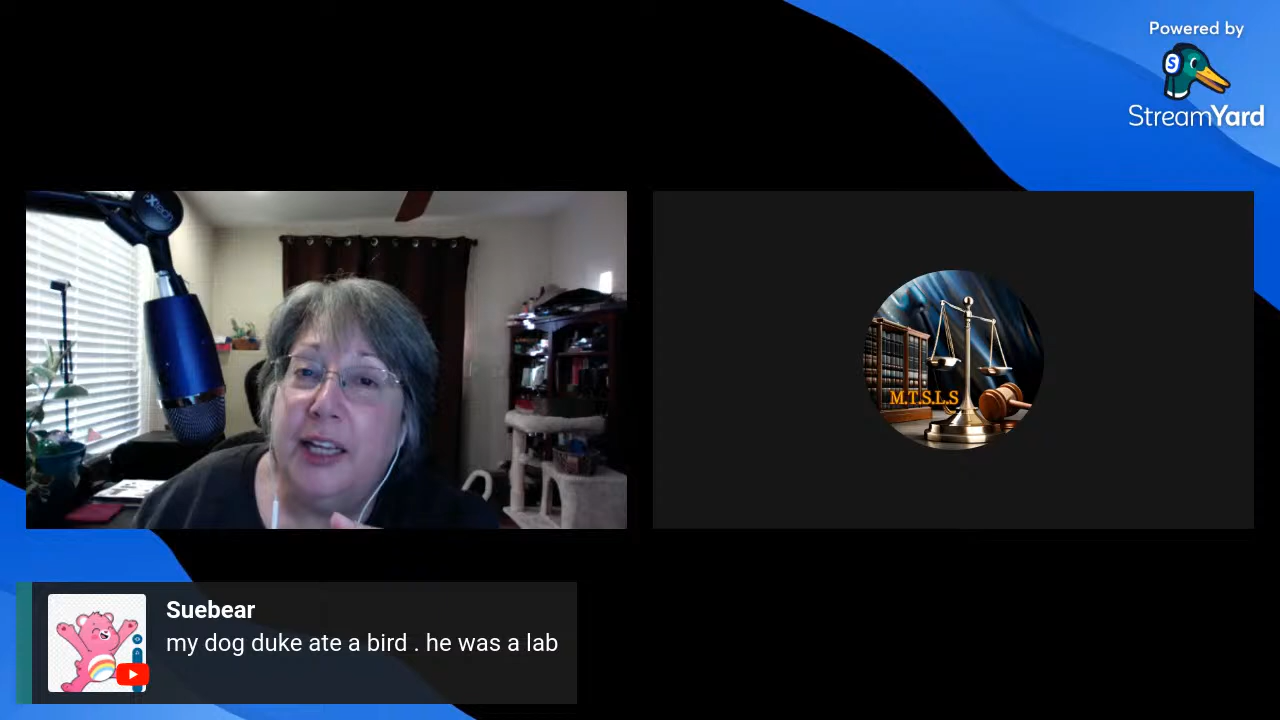 Powered by
StreamYard
M.T.S.L.S
Suebear
my dog duke ate a bird . he was a lab